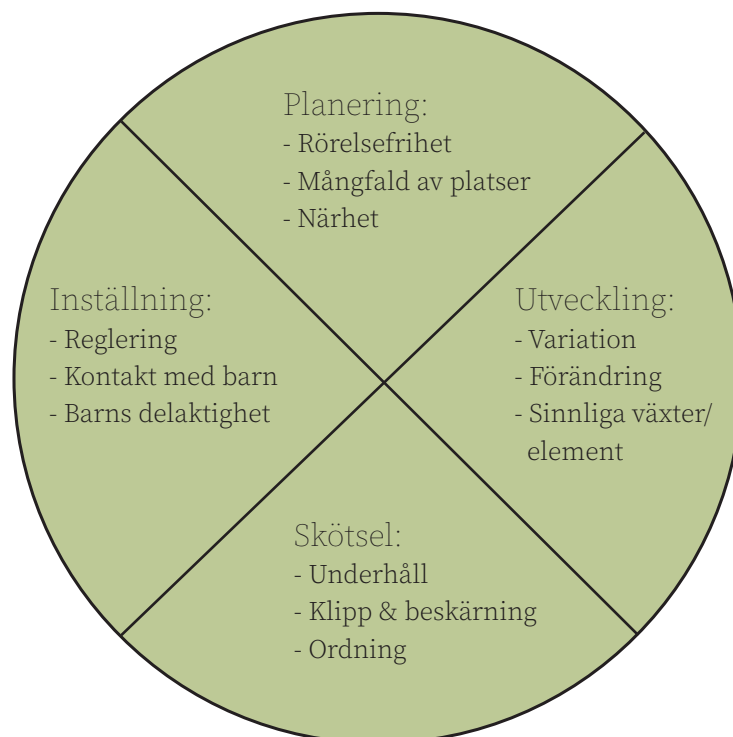 Planering:
- Rörelsefrihet
- Mångfald av platser
- Närhet
Inställning:
- Reglering
- Kontakt med barn
- Barns delaktighet
Utveckling:
- Variation
- Förändring
- Sinnliga växter/
element
Skötsel:
- Underhåll
- Klipp & beskärning
- Ordning